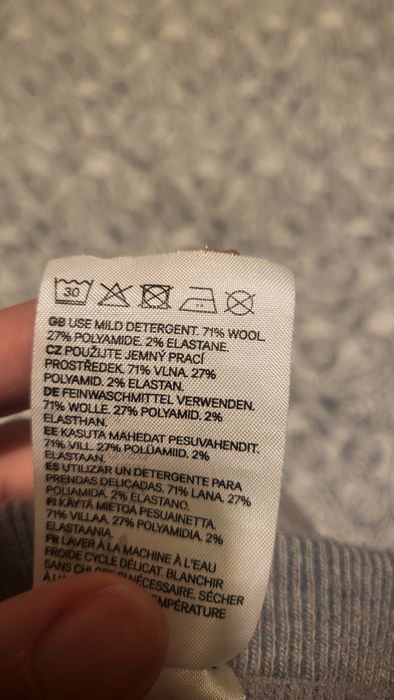 30
GB USE MILD DETERGENT. 71% WOOL.
27% POLYAMIDE. 2% ELASTANE.
CZ POUŽIJTE JEMNÝ PRACÍ
PROSTŘEDEK. 71% VLNA. 27%
POLYAMID. 2% ELASTAN.
DE FEINWASCHMITTEL VERWENDEN.
71% WOLLE. 27% POLYAMID. 2%
ELASTHAN.
EE KASUTA MAHEDAT PESUVAHENDIT.
71% VILL. 27% POLÜAMIID. 2%
ELASTAAN.
ES UTILIZAR UN DETERGENTE PARA
PRENDAS DELICADAS. 71% LANA. 27%
POLIAMIDA. 2% ELASTANO.
FI KÄYTÄ MIETOA PESUAINETTA.
71% VILLAA. 27% POLYAMIDIA. 2%
ELASTAANIA
FR LAVER À LA MACHINE À L'EAU
FROIDE CYCLE DÉLICAT. BLANCHIR
SANS NÉCESSAIRE. SÉCHER
TEMPÉRATURE